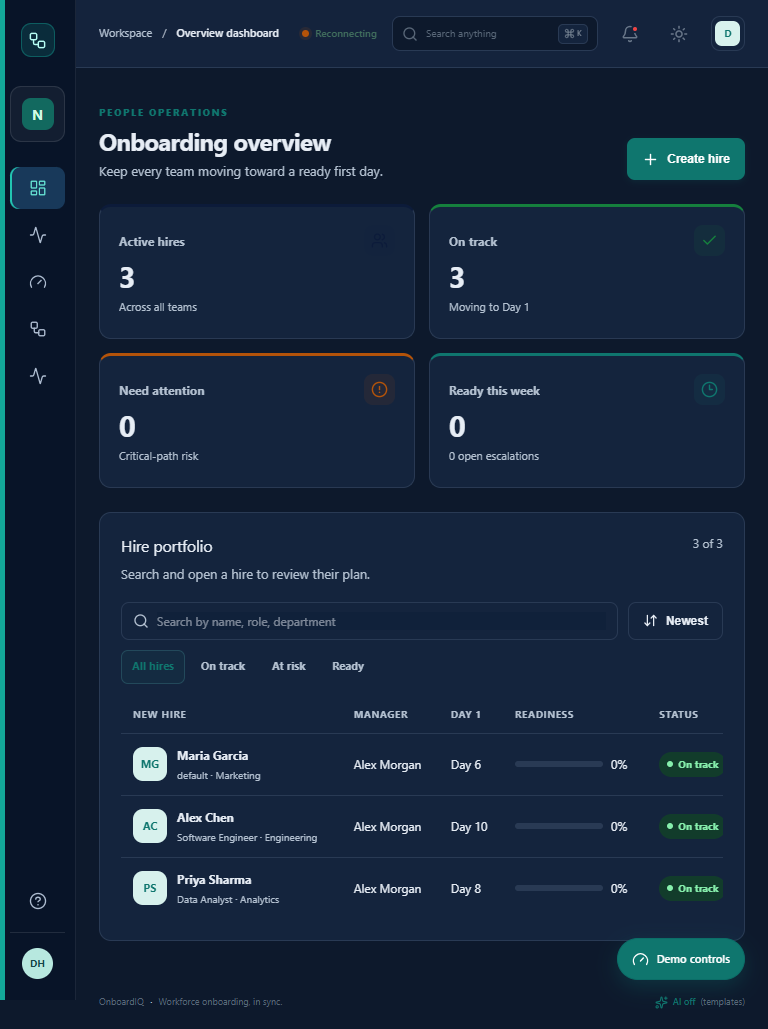 Workspace / Overview dashboard
Reconnecting
Search anything
⌘ K
D
N
PEOPLE OPERATIONS
Onboarding overview
Keep every team moving toward a ready first day.
Create hire
Active hires
3
Across all teams
On track
3
Moving to Day 1
Need attention
0
Critical-path risk
Ready this week
0
0 open escalations
Hire portfolio
3 of 3
Search and open a hire to review their plan.
Search by name, role, department
Newest
All hires On track At risk Ready
NEW HIRE MANAGER DAY 1 READINESS STATUS
MG Maria Garcia Alex Morgan Day 6 0% On track
default · Marketing
AC Alex Chen Alex Morgan Day 10 0% On track
Software Engineer · Engineering
PS Priya Sharma Alex Morgan Day 8 0% On track
Data Analyst · Analytics
DH
Demo controls
OnboardIQ · Workforce onboarding, in sync.
AI off (templates)